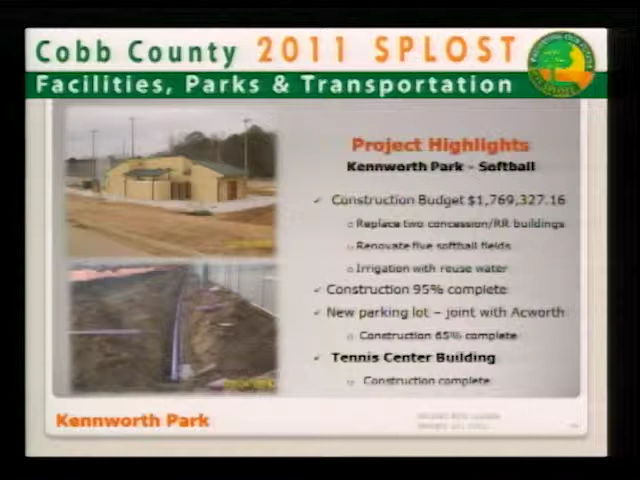 Cobb County 2011 SPLOST
Facilities, Parks & Transportation
Project Highlights
Kennworth Park - Softball
✓ Construction Budget $1,769,327.16
o Replace two concession/RR buildings
o Renovate five softball fields
o Irrigation with reuse water
✓ Construction 95% complete
✓ New parking lot – joint with Acworth
o Construction 65% complete
✓ Tennis Center Building
o Construction complete
Kennworth Park